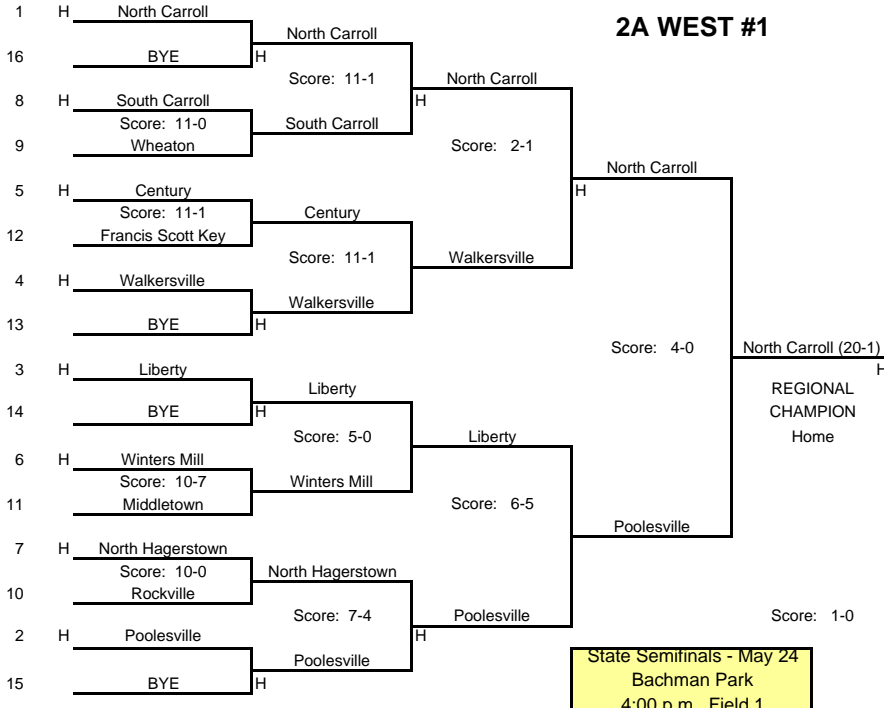 1 H North Carroll
2A WEST #1
North Carroll
16 BYE H
Score: 11-1 North Carroll
8 H South Carroll H
Score: 11-0 South Carroll
9 Wheaton Score: 2-1
North Carroll
5 H Century H
Score: 11-1 Century
12 Francis Scott Key
Score: 11-1 Walkersville
4 H Walkersville
Walkersville
13 BYE H
Score: 4-0 North Carroll (20-1)
3 H Liberty H
Liberty REGIONAL
14 BYE H CHAMPION
Score: 5-0 Liberty Home
6 H Winters Mill
Score: 10-7 Winters Mill
11 Middletown Score: 6-5
Poolesville
7 H North Hagerstown
Score: 10-0 North Hagerstown
10 Rockville
Score: 7-4 Poolesville Score: 1-0
2 H Poolesville H
Poolesville State Semifinals - May 24
15 BYE H Bachman Park
4:00 p.m. Field 1